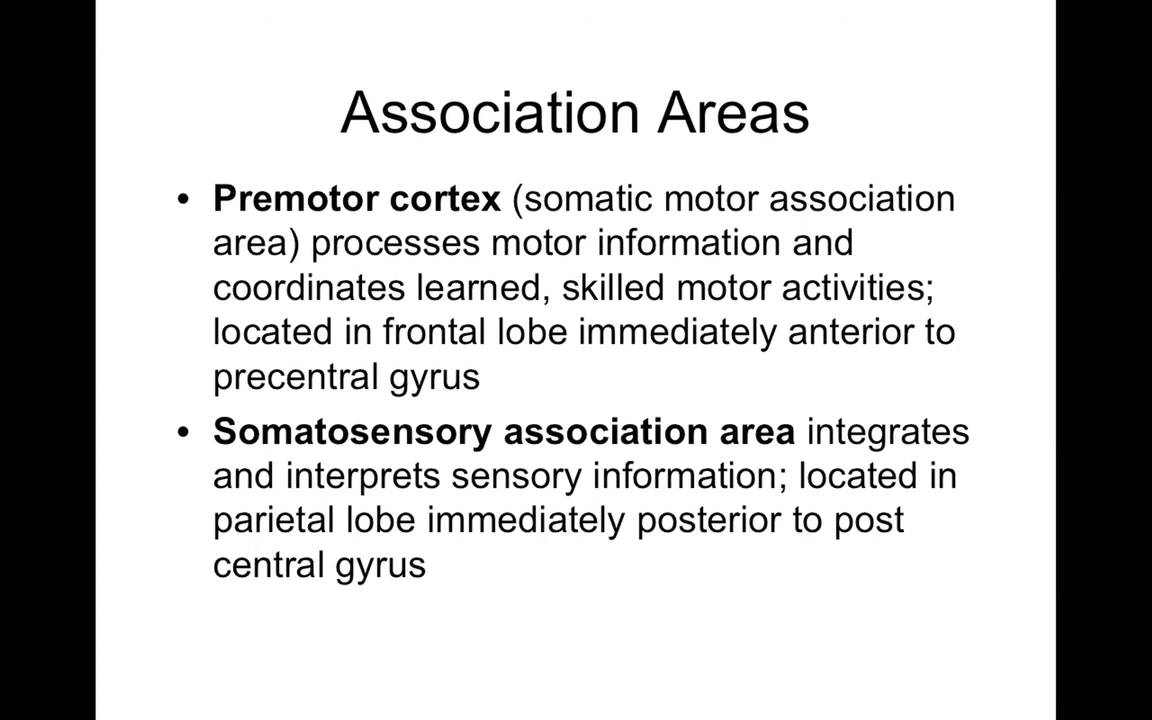 Association Areas
• Premotor cortex (somatic motor association
area) processes motor information and
coordinates learned, skilled motor activities;
located in frontal lobe immediately anterior to
precentral gyrus
• Somatosensory association area integrates
and interprets sensory information; located in
parietal lobe immediately posterior to post
central gyrus